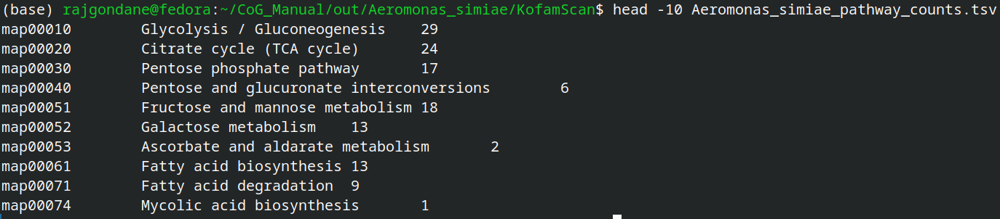 (base) rajgondane@fedora:~/CoG_Manual/out/Aeromonas_simiae/KofamScan$ head -10 Aeromonas_simiae_pathway_counts.tsv
map00010	Glycolysis / Gluconeogenesis	29
map00020	Citrate cycle (TCA cycle)	24
map00030	Pentose phosphate pathway	17
map00040	Pentose and glucuronate interconversions	6
map00051	Fructose and mannose metabolism	18
map00052	Galactose metabolism	13
map00053	Ascorbate and aldarate metabolism	2
map00061	Fatty acid biosynthesis	13
map00071	Fatty acid degradation	9
map00074	Mycolic acid biosynthesis	1